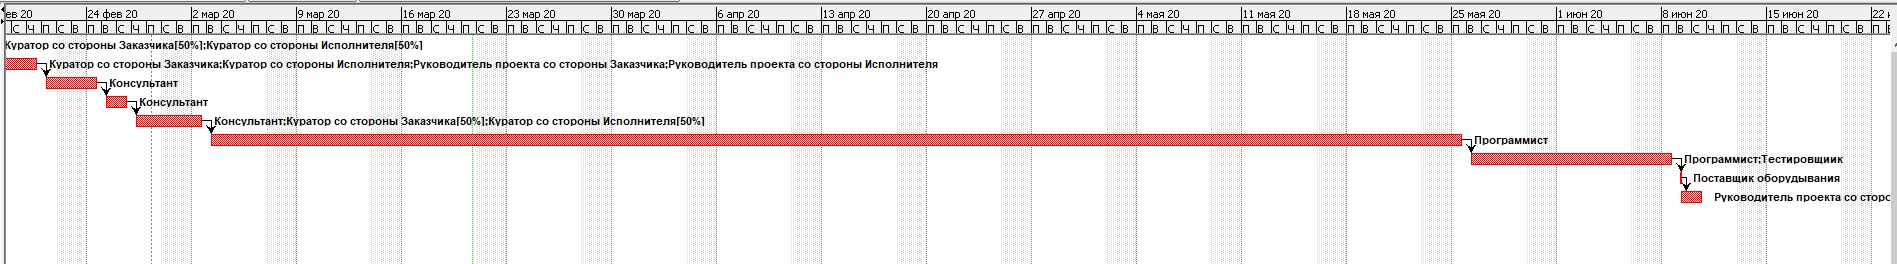 ев 20 24 фев 20 2 мар 20 9 мар 20 16 мар 20 23 мар 20 30 мар 20 6 апр 20 13 апр 20 20 апр 20 27 апр 20 4 мая 20 11 мая 20 18 мая 20 25 мая 20 1 июн 20 8 июн 20 15 июн 20 22
С Ч П С В П В С Ч П С В П В С Ч П С В П В С Ч П С В П В С Ч П С В П В С Ч П С В П В С Ч П С В П В С Ч П С В П В С Ч П С В П В С Ч П С В П В С Ч П С В П В С Ч П С В П В С Ч П С В П В С Ч П С В П В С Ч П С В П В С Ч П С В П В С Ч П С В П В С Ч П С В П
Куратор со стороны Заказчика[50%];Куратор со стороны Исполнителя[50%]
Куратор со стороны Заказчика;Куратор со стороны Исполнителя;Руководитель проекта со стороны Заказчика;Руководитель проекта со стороны Исполнителя
Консультант
Консультант
Консультант;Куратор со стороны Заказчика[50%];Куратор со стороны Исполнителя[50%]
Программист
Программист;Тестировщиик
Поставщик оборудывания
Руководитель проекта со сторо